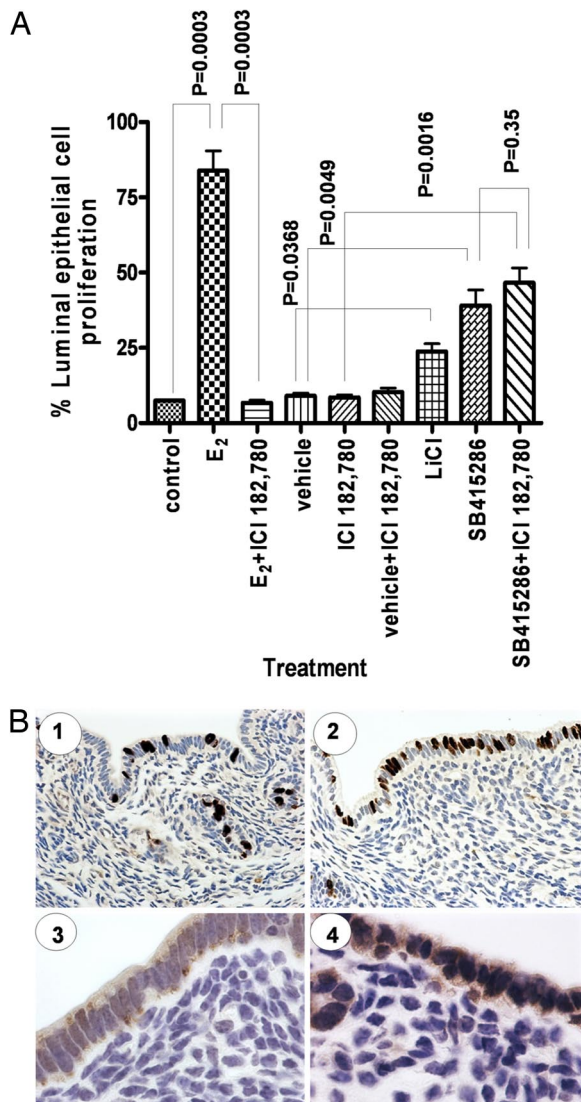 A
P=0.0003
P=0.0003
P=0.0368
P=0.0049
P=0.0016
P=0.35
% Luminal epithelial cell
proliferation
100
75
50
25
0
control
E₂
E₂+ICI 182,780
vehicle
ICI 182,780
vehicle+ICI 182,780
LiCl
SB415286
SB415286+ICI 182,780
Treatment
B
1
2
3
4